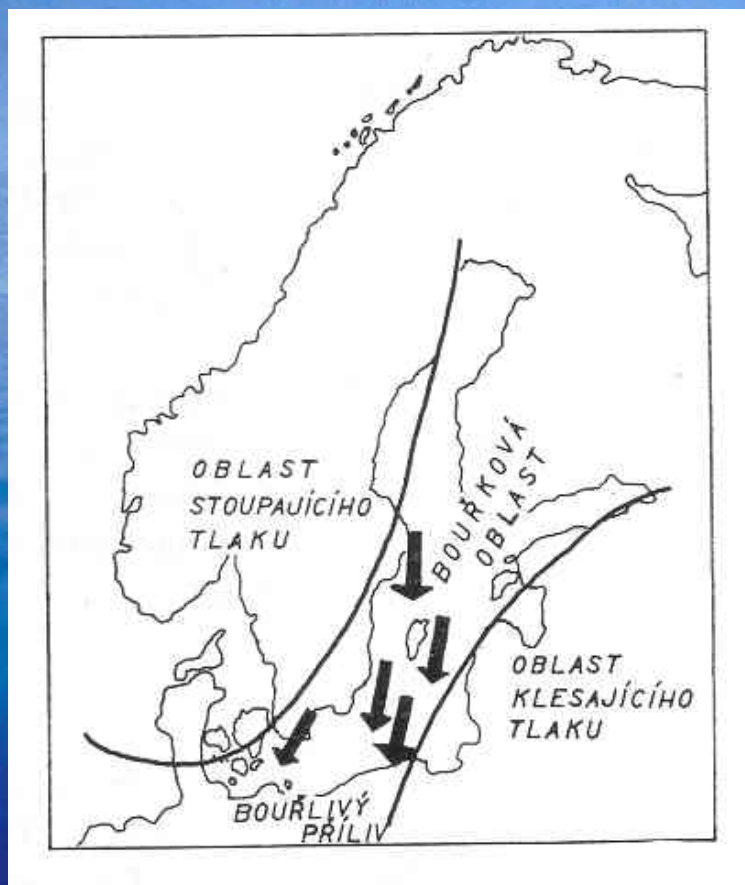 OBLAST
STOUPAJÍCÍHO
TLAKU
BOUŘKOVÁ
OBLAST
OBLAST
KLESAJÍCÍHO
TLAKU
BOUŘLIVÝ
PŘÍLIV